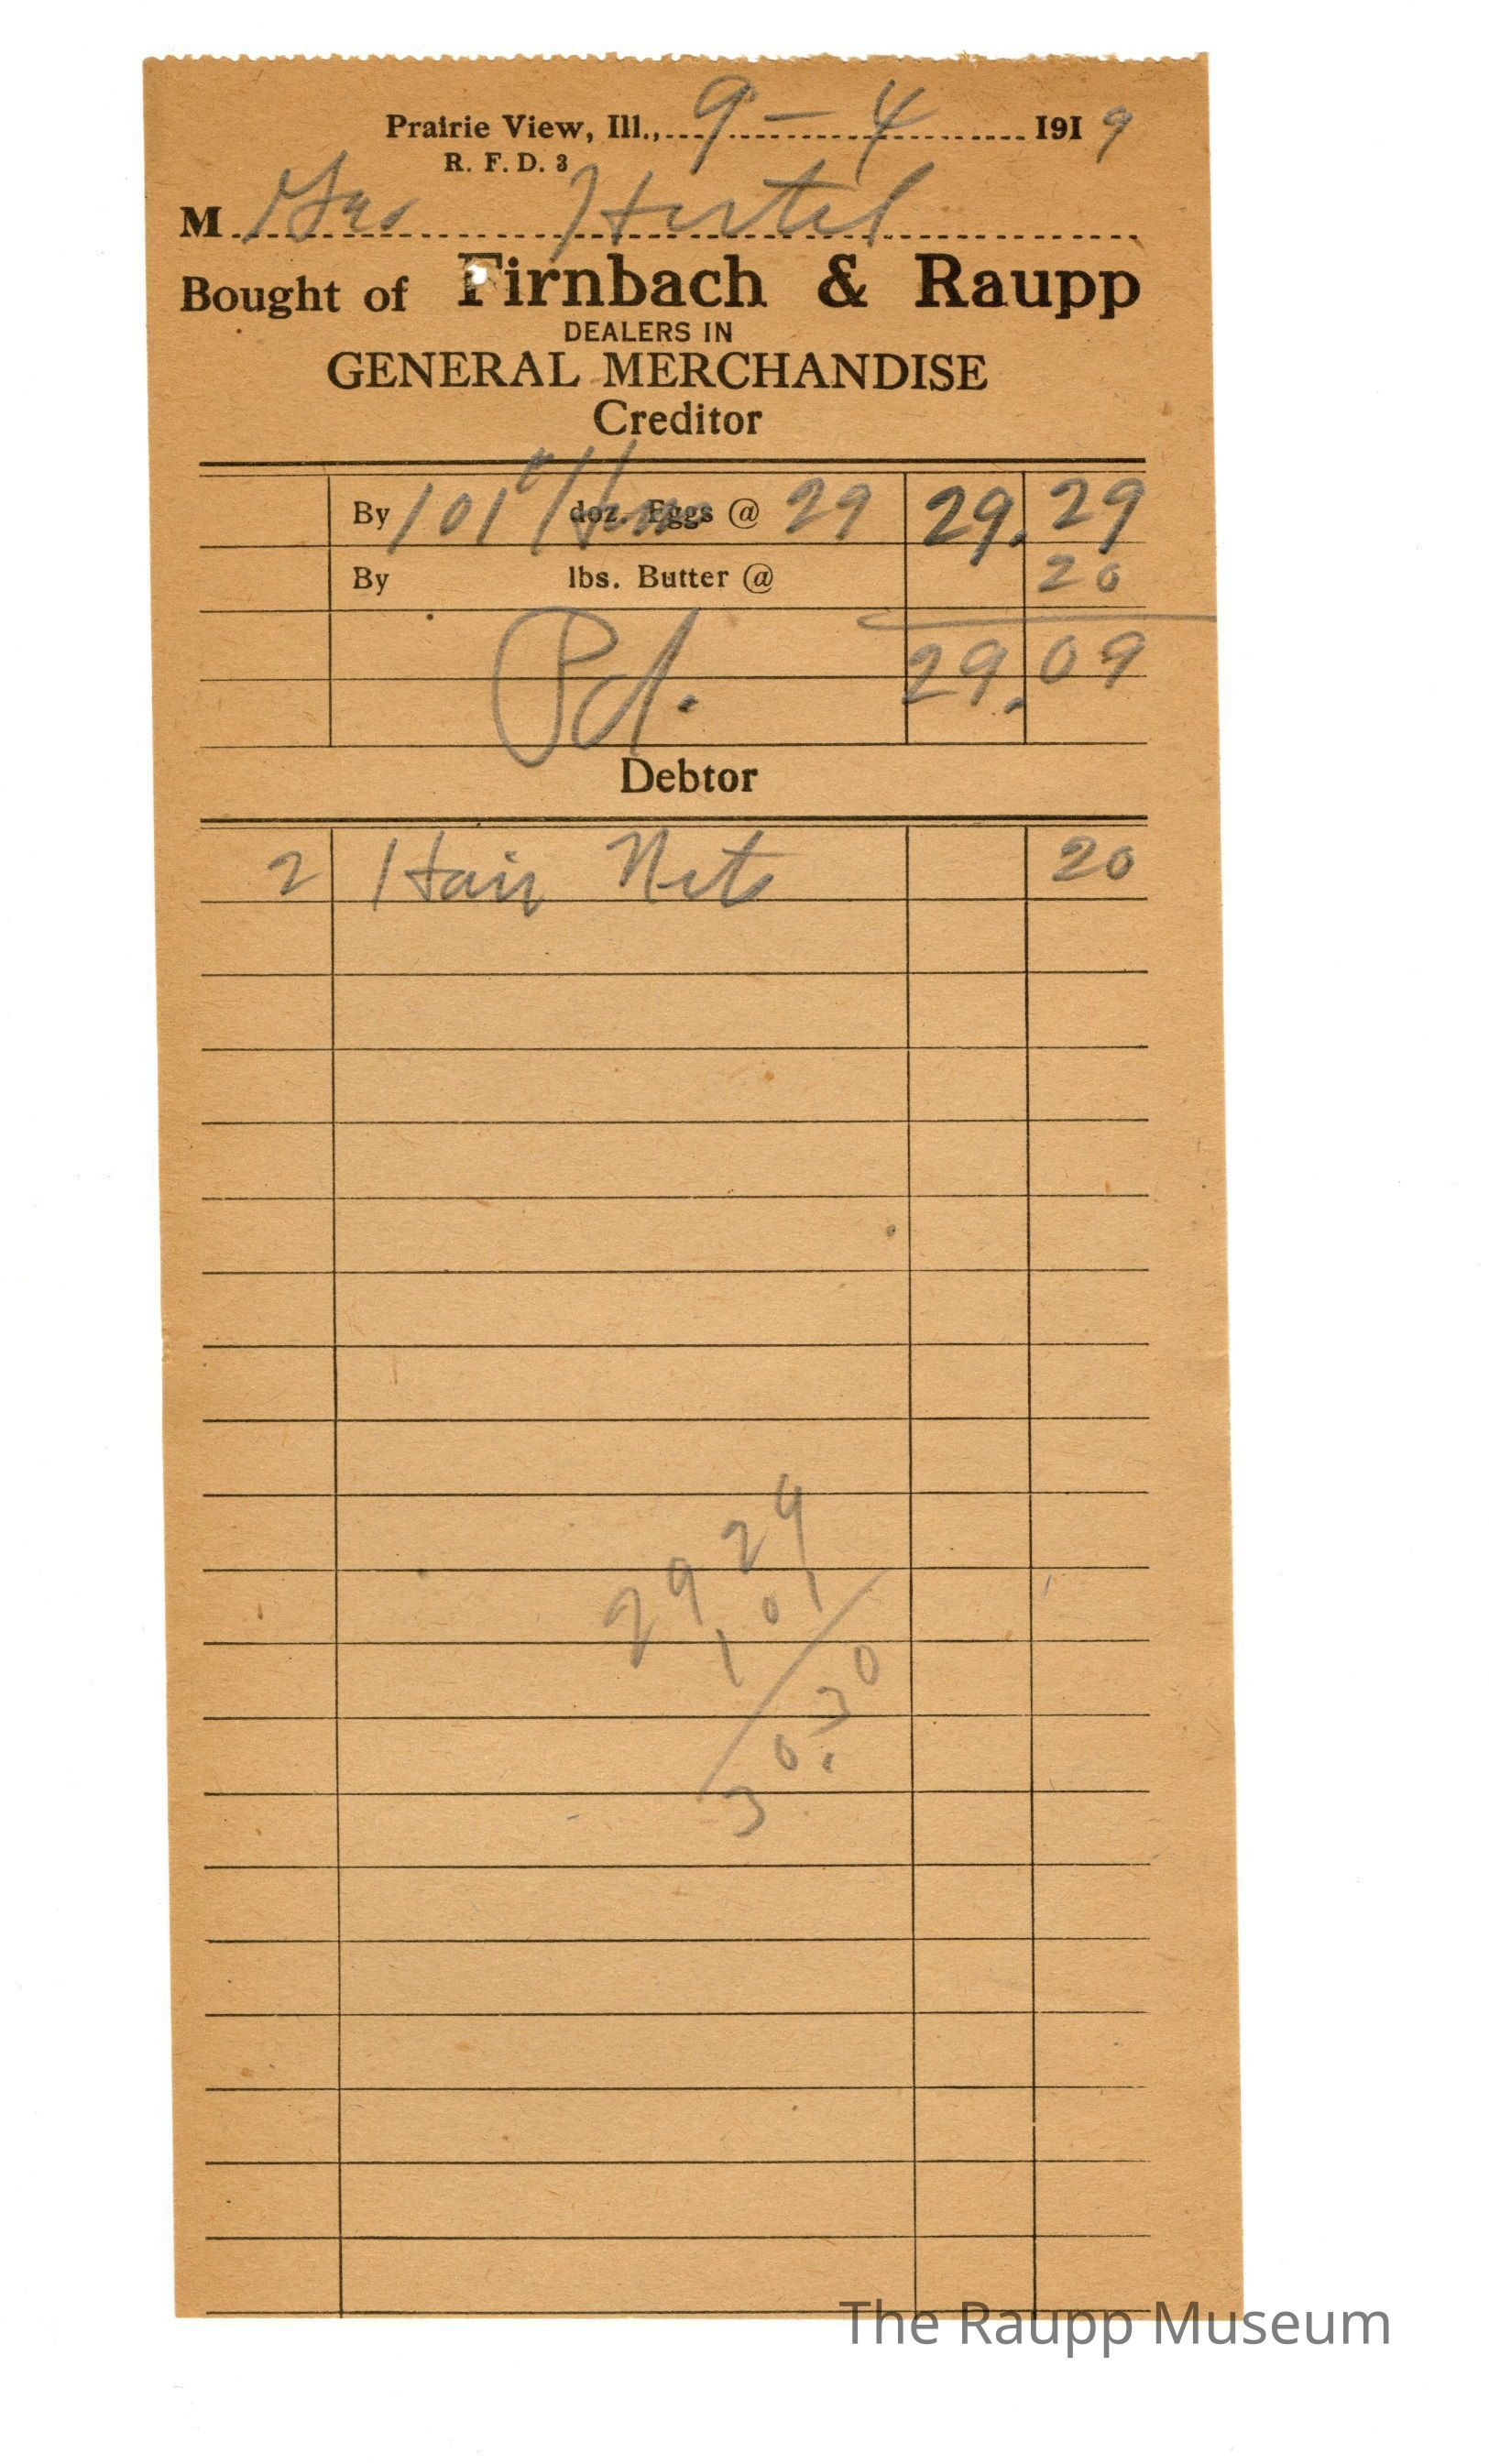 Prairie View, Ill., 9 - 4 1919
R. F. D. 3
M Geo Hertel
Bought of Firnbach & Raupp
DEALERS IN
GENERAL MERCHANDISE
Creditor
By 101# Hens doz. Eggs @ 29 29.29
By lbs. Butter @ 20
Pd. 29.09
Debtor
2 Hair Nets 20
29 29
1 01
30.30
The Raupp Museum